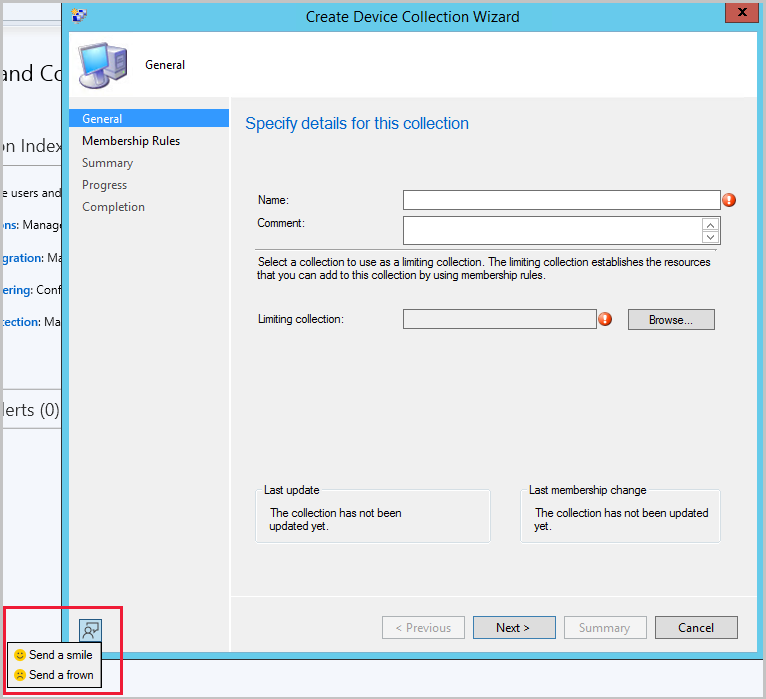 Create Device Collection Wizard
X
and Co
General
General
Specify details for this collection
Membership Rules
on Index
Summary
Progress
e users and
Name:
Completion
Comment:
ons: Manage
gration: Ma
Select a collection to use as a limiting collection. The limiting collection establishes the resources
that you can add to this collection by using membership rules.
ering: Conf
tection: Ma
Limiting collection:
Browse...
lerts (0)
Last update
The collection has not been
updated yet.
Last membership change
The collection has not been updated
yet.
< Previous
Next >
Summary
Cancel
Send a smile
Send a frown